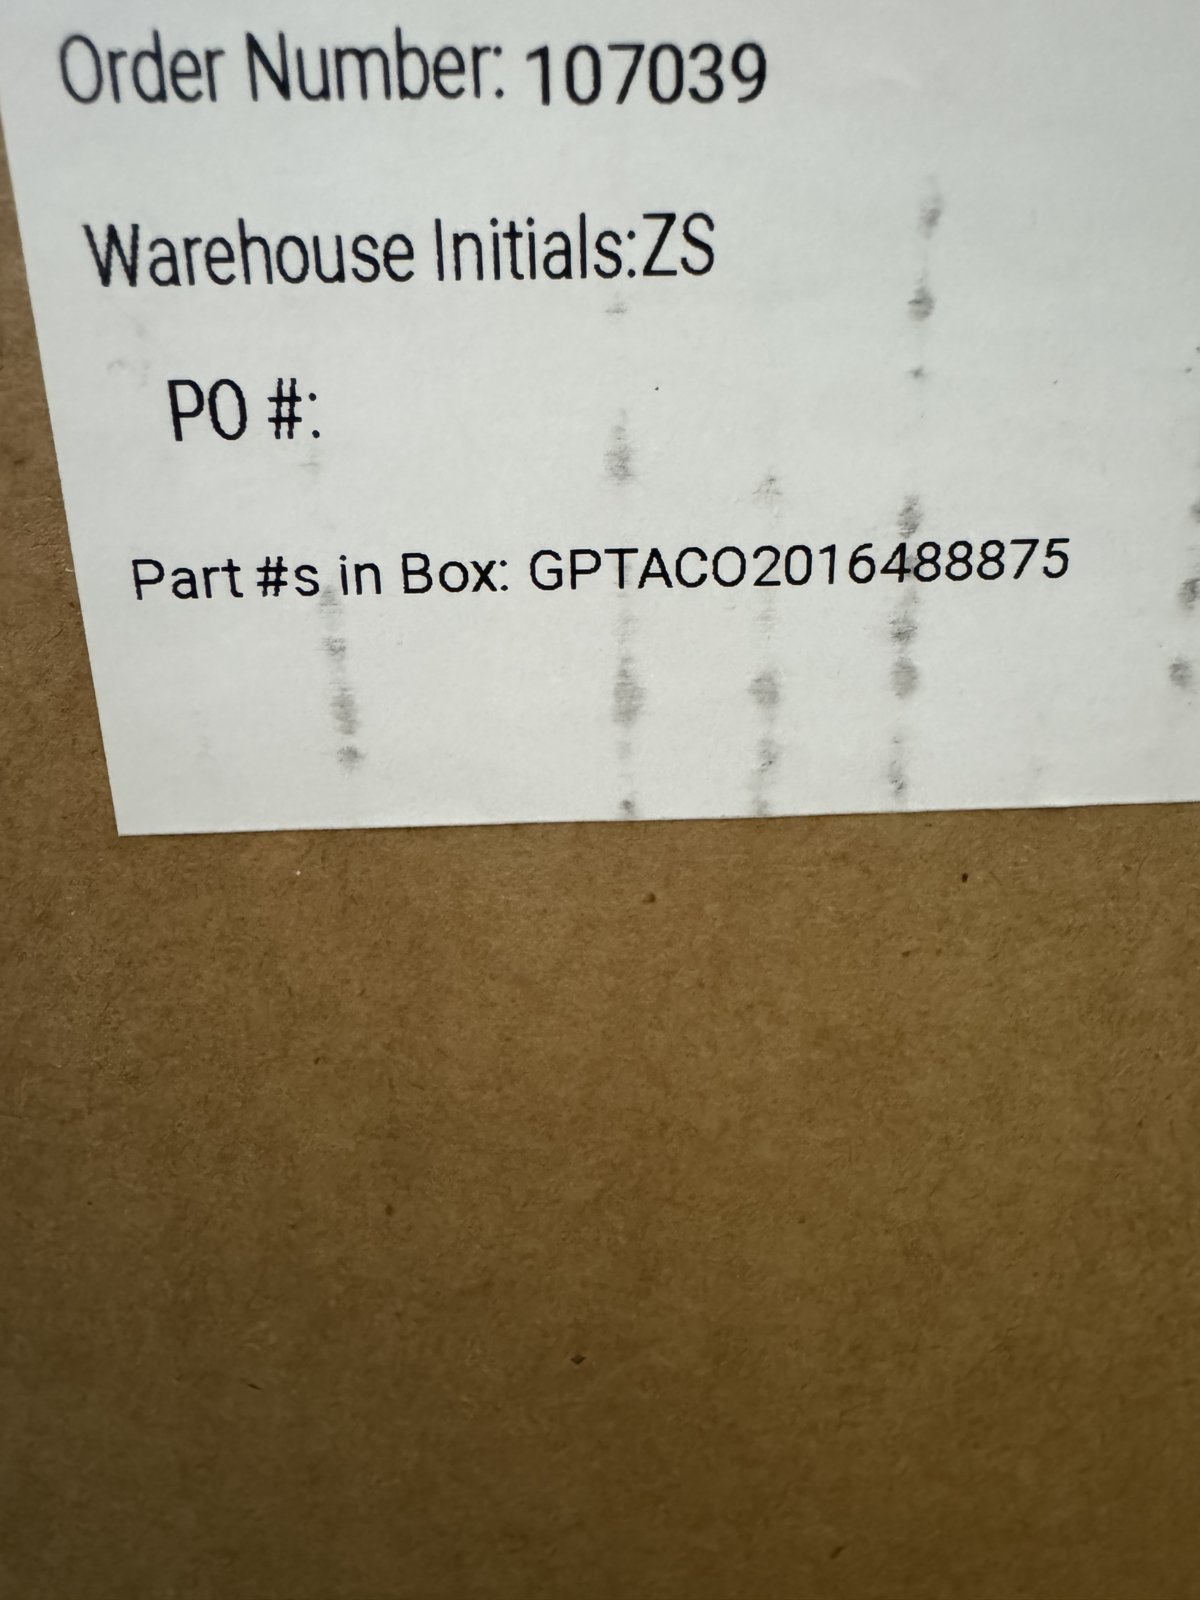 Order Number: 107039
Warehouse Initials:ZS
PO #:
Part #s in Box: GPTACO2016488875